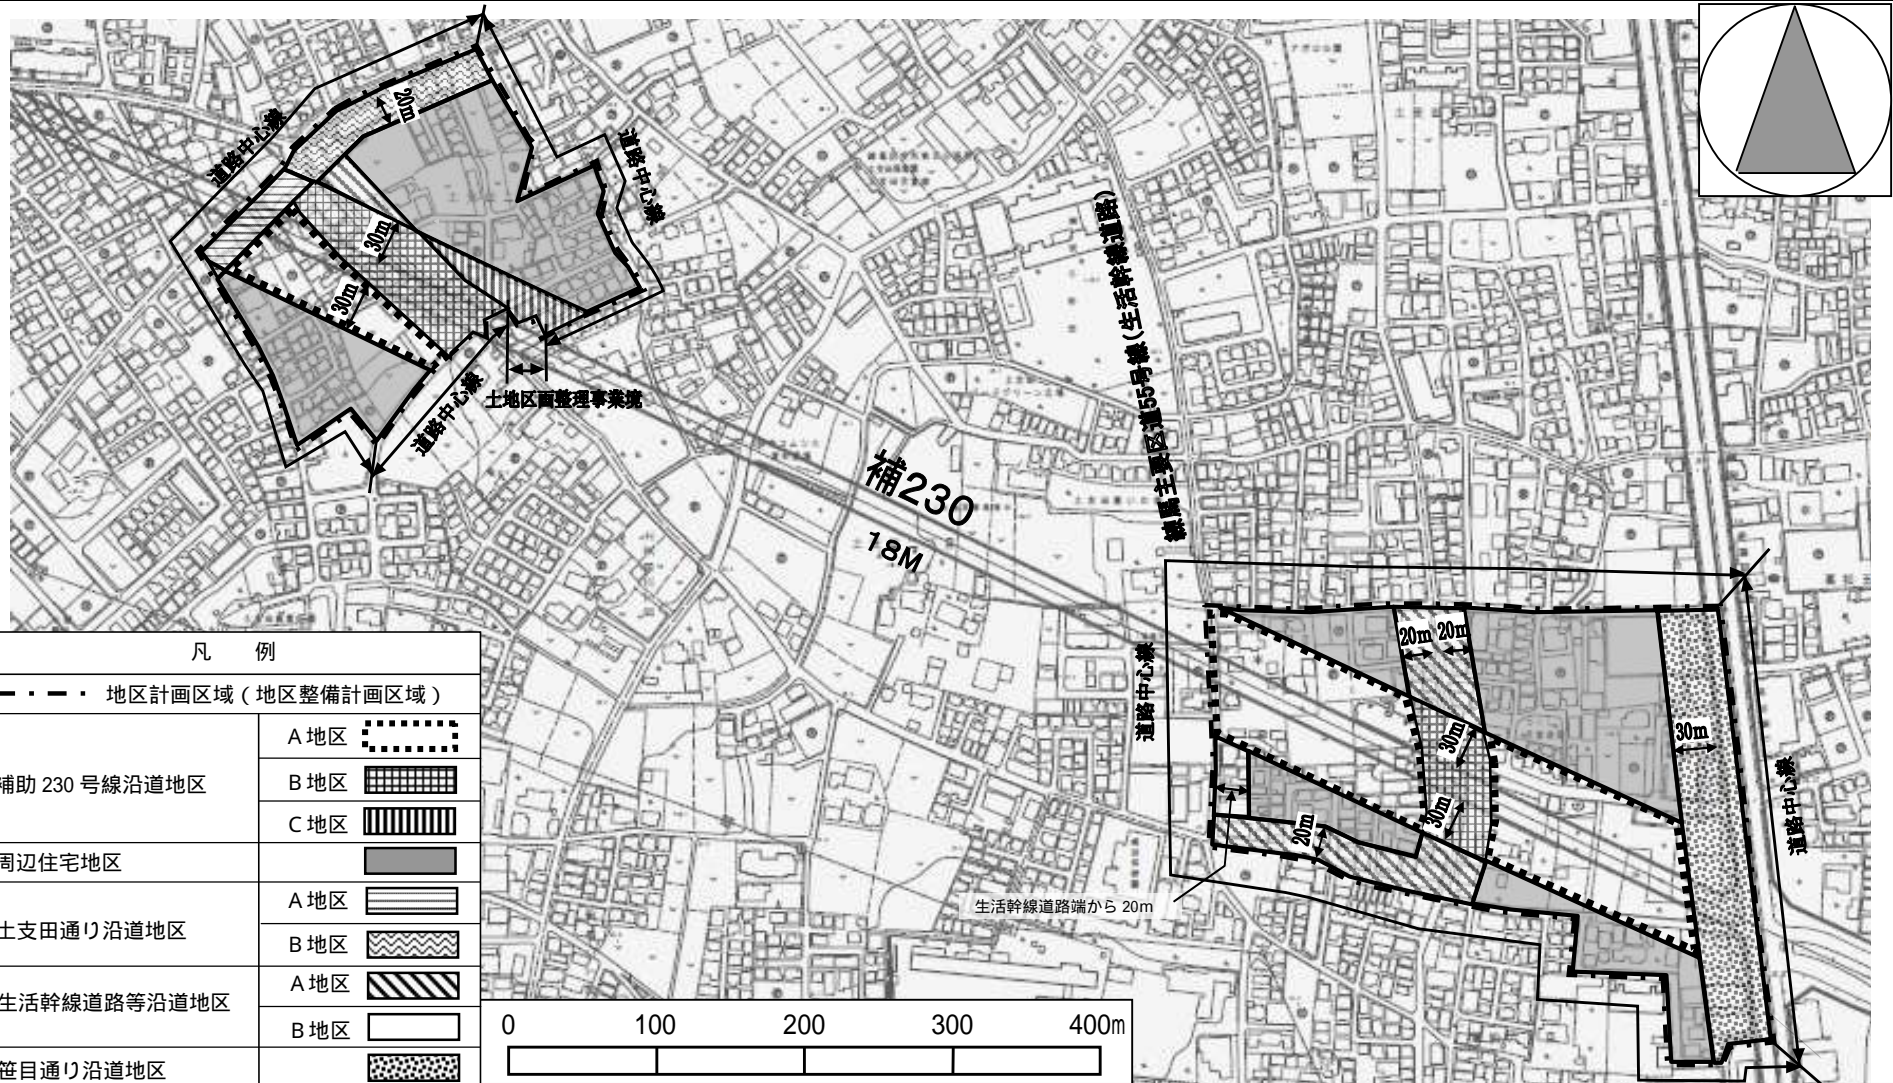 道路中心線
20m
道路中心線
30m
30m
道路中心線
土地区画整理事業境
練馬主要区道55号線(生活幹線道路)
補230
18M
道路中心線
20m
20m
30m
30m
30m
20m
道路中心線
生活幹線道路端から20m
凡 例
地区計画区域(地区整備計画区域)
補助230号線沿道地区
A地区
B地区
C地区
周辺住宅地区
土支田通り沿道地区
A地区
B地区
生活幹線道路等沿道地区
A地区
B地区
笹目通り沿道地区
0 100 200 300 400m